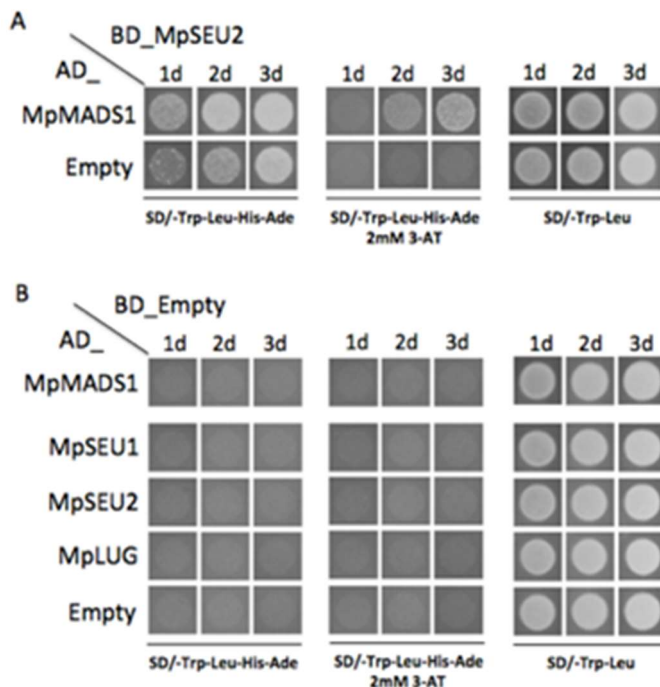 A
BD_MpSEU2
AD_
1d 2d 3d 1d 2d 3d 1d 2d 3d
MpMADS1
Empty
SD/-Trp-Leu-His-Ade SD/-Trp-Leu-His-Ade SD/-Trp-Leu
2mM 3-AT
B
BD_Empty
AD_
1d 2d 3d 1d 2d 3d 1d 2d 3d
MpMADS1
MpSEU1
MpSEU2
MpLUG
Empty
SD/-Trp-Leu-His-Ade SD/-Trp-Leu-His-Ade SD/-Trp-Leu
2mM 3-AT